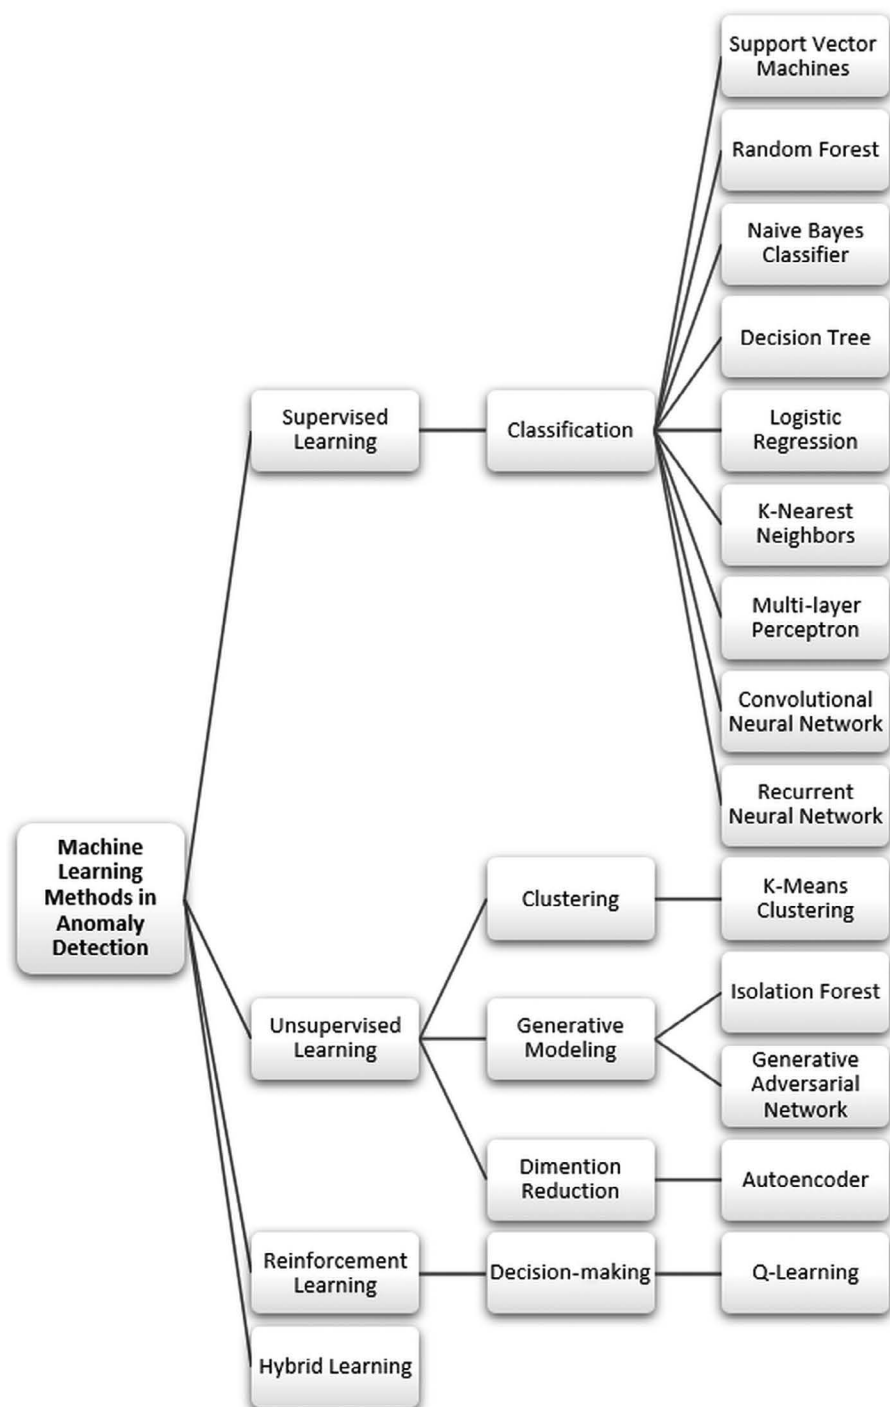 Machine
Learning
Methods in
Anomaly
Detection
Supervised
Learning
Classification
Support Vector
Machines
Random Forest
Naive Bayes
Classifier
Decision Tree
Logistic
Regression
K-Nearest
Neighbors
Multi-layer
Perceptron
Convolutional
Neural Network
Recurrent
Neural Network
Unsupervised
Learning
Clustering
K-Means
Clustering
Generative
Modeling
Isolation Forest
Generative
Adversarial
Network
Dimention
Reduction
Autoencoder
Reinforcement
Learning
Decision-making
Q-Learning
Hybrid Learning